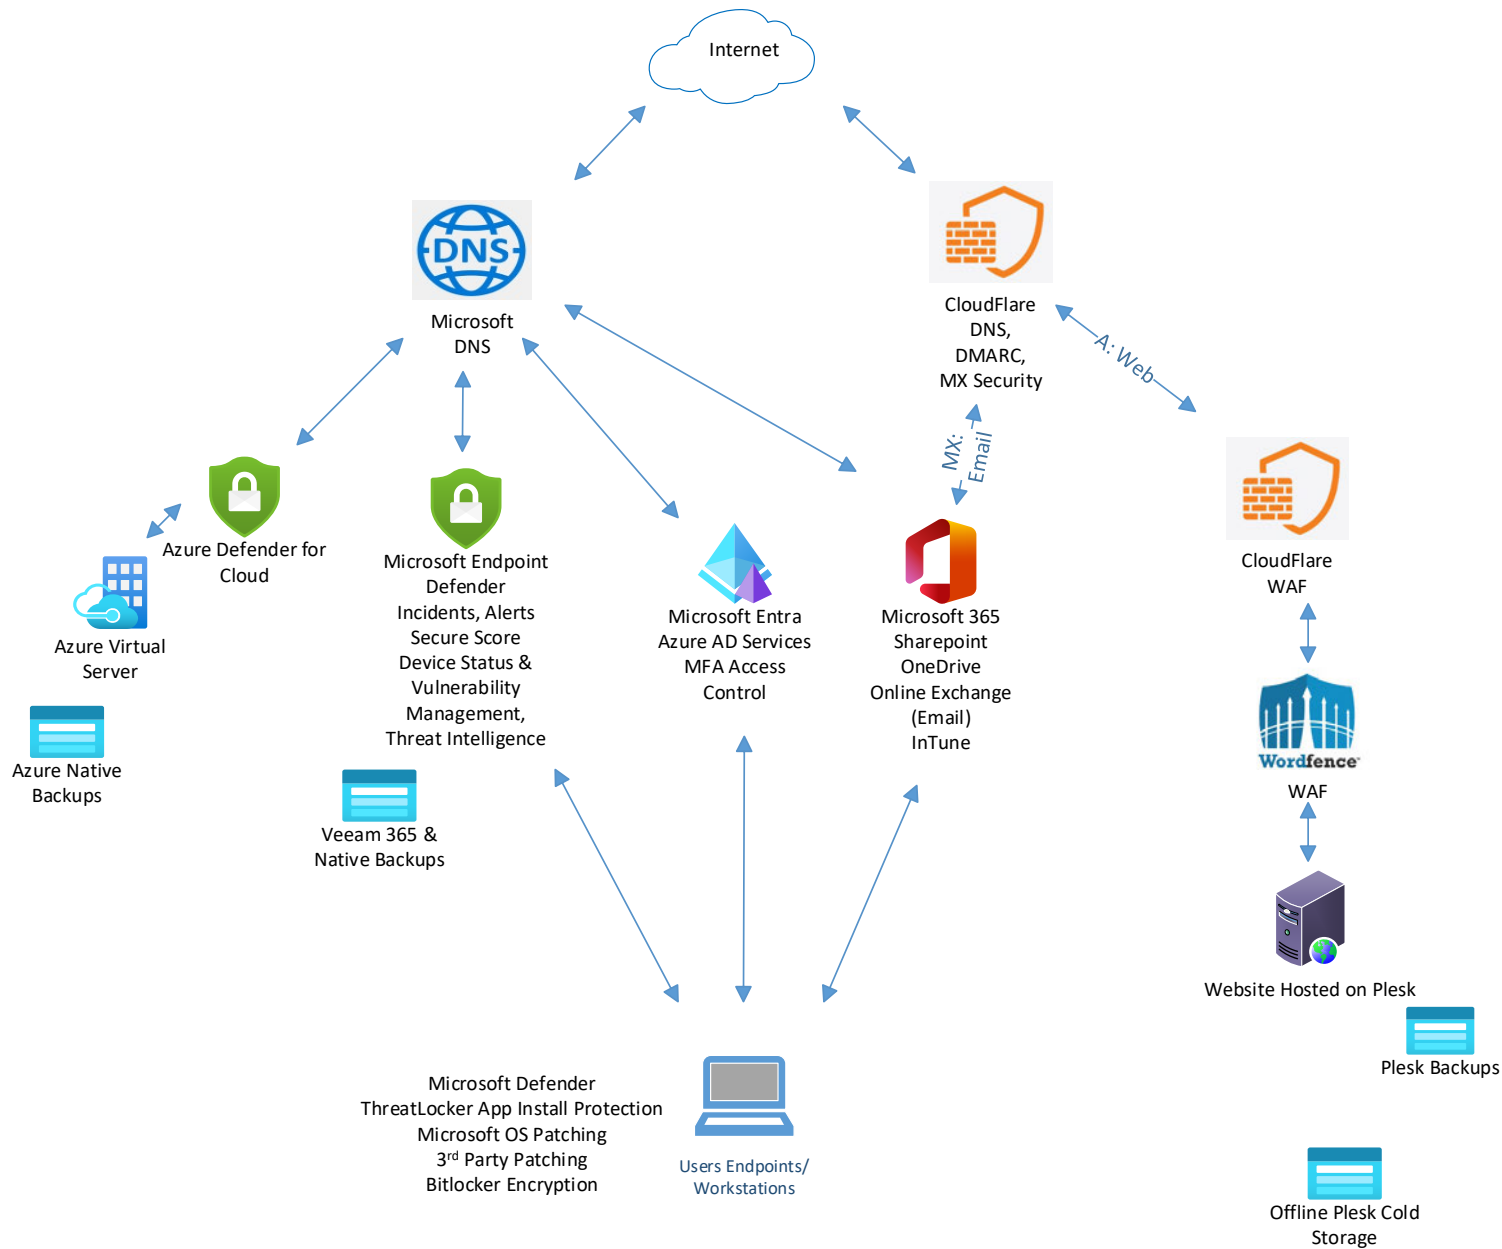 Internet
DNS
Microsoft
DNS
CloudFlare
DNS,
DMARC,
MX Security
A: Web
MX:
Email
Azure Defender for
Cloud
Azure Virtual
Server
Azure Native
Backups
Microsoft Endpoint
Defender
Incidents, Alerts
Secure Score
Device Status &
Vulnerability
Management,
Threat Intelligence
Veeam 365 &
Native Backups
Microsoft Entra
Azure AD Services
MFA Access
Control
Microsoft 365
Sharepoint
OneDrive
Online Exchange
(Email)
InTune
CloudFlare
WAF
Wordfence™
WAF
Website Hosted on Plesk
Plesk Backups
Microsoft Defender
ThreatLocker App Install Protection
Microsoft OS Patching
3rd Party Patching
Bitlocker Encryption
Users Endpoints/
Workstations
Offline Plesk Cold
Storage